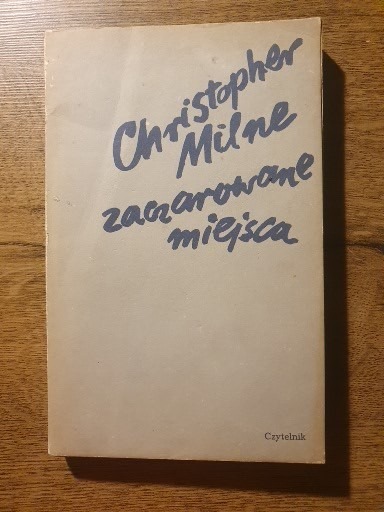 Christopher
Milne
zaczarowane
miejsca
Czytelnik